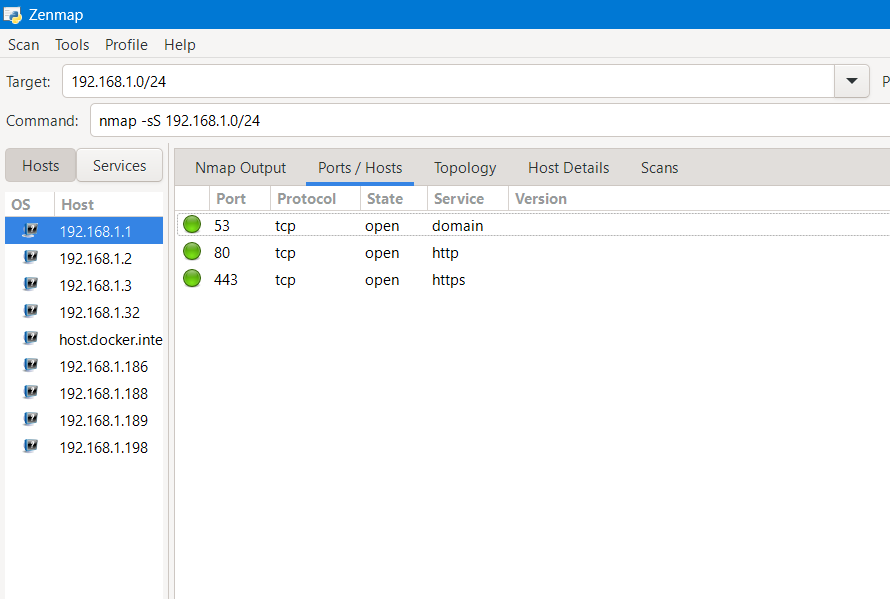 Zenmap
Scan Tools Profile Help
Target: 192.168.1.0/24 P
Command: nmap -sS 192.168.1.0/24
Hosts Services
OS Host
192.168.1.1
192.168.1.2
192.168.1.3
192.168.1.32
host.docker.inte
192.168.1.186
192.168.1.188
192.168.1.189
192.168.1.198
Nmap Output Ports / Hosts Topology Host Details Scans
Port Protocol State Service Version
53 tcp open domain
80 tcp open http
443 tcp open https